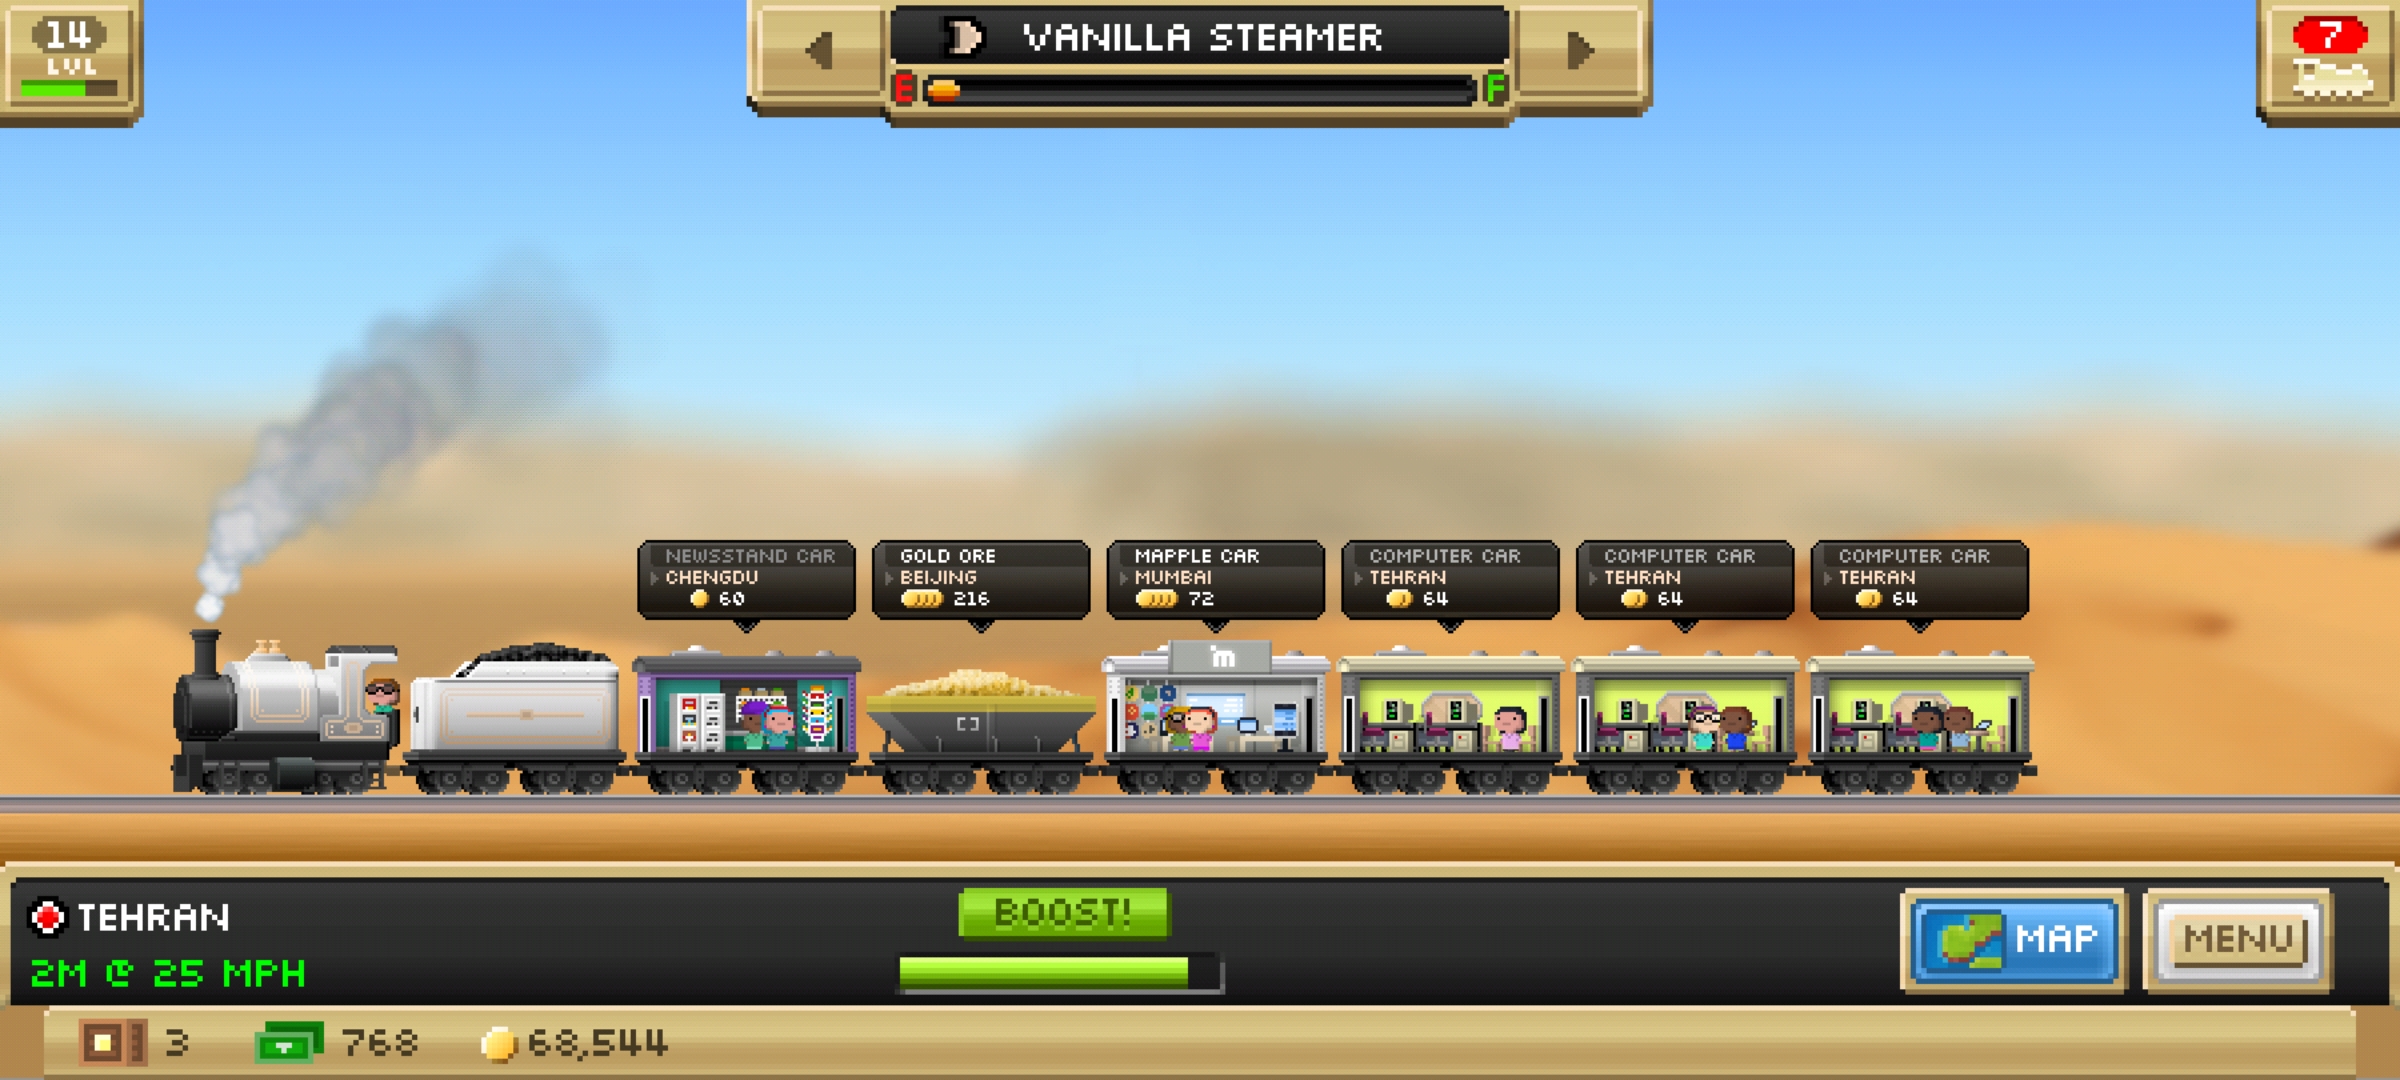 14
LVL
VANILLA STEAMER
E F
7
NEWSSTAND CAR
CHENGDU
60
GOLD ORE
BEIJING
216
MAPPLE CAR
MUMBAI
72
COMPUTER CAR
TEHRAN
64
COMPUTER CAR
TEHRAN
64
COMPUTER CAR
TEHRAN
64
m
TEHRAN
2M @ 25 MPH
BOOST!
MAP
MENU
3
768
68,544